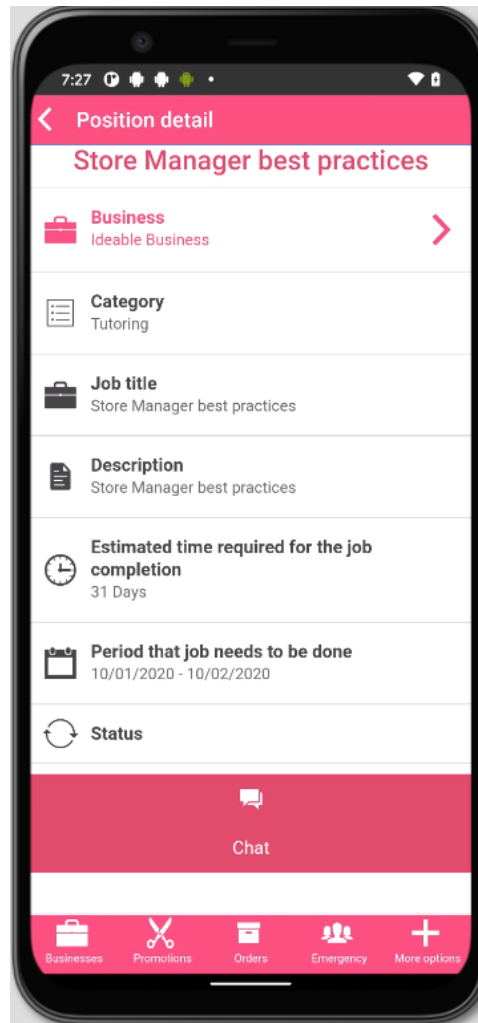 7:27
Position detail
Store Manager best practices
Business
Ideable Business
Category
Tutoring
Job title
Store Manager best practices
Description
Store Manager best practices
Estimated time required for the job
completion
31 Days
Period that job needs to be done
10/01/2020 - 10/02/2020
Status
Chat
Businesses Promotions Orders Emergency More options